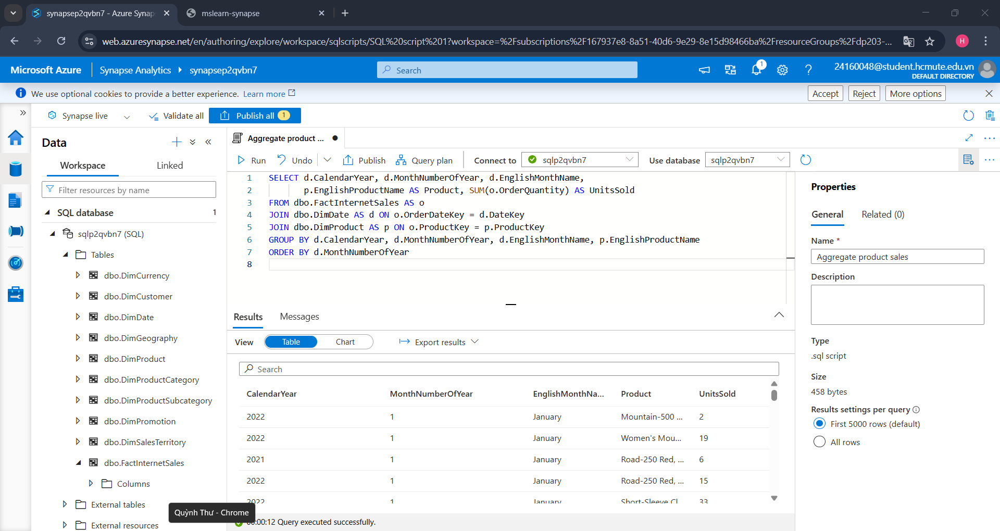 synapsep2qvbn7 - Azure Synap
mslearn-synapse
web.azuresynapse.net/en/authoring/explore/workspace/sqlscripts/SQL%20script%201?workspace=%2Fsubscriptions%2F167937e8-8a51-40d6-9e29-8e15d98466ba%2FresourceGroups%2Fdp203-...
H
Microsoft Azure
Synapse Analytics
synapsep2qvbn7
Search
1
24160048@student.hcmute.edu.vn
DEFAULT DIRECTORY
We use optional cookies to provide a better experience. Learn more
Accept
Reject
More options
Synapse live
Validate all
Publish all 1
Data
Workspace
Linked
Filter resources by name
SQL database 1
sqlp2qvbn7 (SQL)
Tables
dbo.DimCurrency
dbo.DimCustomer
dbo.DimDate
dbo.DimGeography
dbo.DimProduct
dbo.DimProductCategory
dbo.DimProductSubcategory
dbo.DimPromotion
dbo.DimSalesTerritory
dbo.FactInternetSales
Columns
External tables
External resources
Quỳnh Thư - Chrome
Aggregate product ...
Run
Undo
Publish
Query plan
Connect to
sqlp2qvbn7
Use database
sqlp2qvbn7
1 SELECT d.CalendarYear, d.MonthNumberOfYear, d.EnglishMonthName,
2 p.EnglishProductName AS Product, SUM(o.OrderQuantity) AS UnitsSold
3 FROM dbo.FactInternetSales AS o
4 JOIN dbo.DimDate AS d ON o.OrderDateKey = d.DateKey
5 JOIN dbo.DimProduct AS p ON o.ProductKey = p.ProductKey
6 GROUP BY d.CalendarYear, d.MonthNumberOfYear, d.EnglishMonthName, p.EnglishProductName
7 ORDER BY d.MonthNumberOfYear
8
Results
Messages
View
Table
Chart
Export results
Search
CalendarYear MonthNumberOfYear EnglishMonthNa... Product UnitsSold
2022 1 January Mountain-500 ... 2
2022 1 January Women's Mou... 19
2021 1 January Road-250 Red, ... 6
2022 1 January Road-250 Red, ... 15
2022 1 January Short-Sleeve Cl 33
00:00:12 Query executed successfully.
Properties
General
Related (0)
Name *
Aggregate product sales
Description
Type
.sql script
Size
458 bytes
Results settings per query
First 5000 rows (default)
All rows